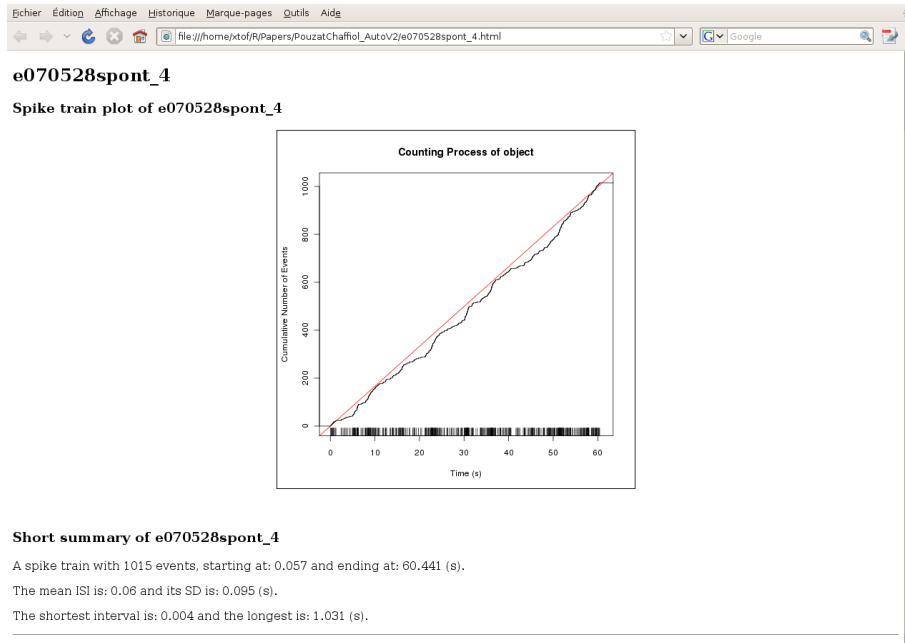 Fichier Édition Affichage Historique Marque-pages Outils Aide
file:///home/xtof/R/Papers/PouzatChaffiol_AutoV2/e070528spont_4.html
G Google
e070528spont_4
Spike train plot of e070528spont_4
Counting Process of object
Cumulative Number of Events
1000
800
600
400
200
0
0 10 20 30 40 50 60
Time (s)
Short summary of e070528spont_4
A spike train with 1015 events, starting at: 0.057 and ending at: 60.441 (s).
The mean ISI is: 0.06 and its SD is: 0.095 (s).
The shortest interval is: 0.004 and the longest is: 1.031 (s).